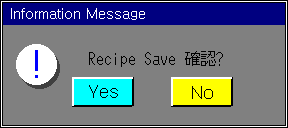 Information Message
!
Recipe Save 確認?
Yes No